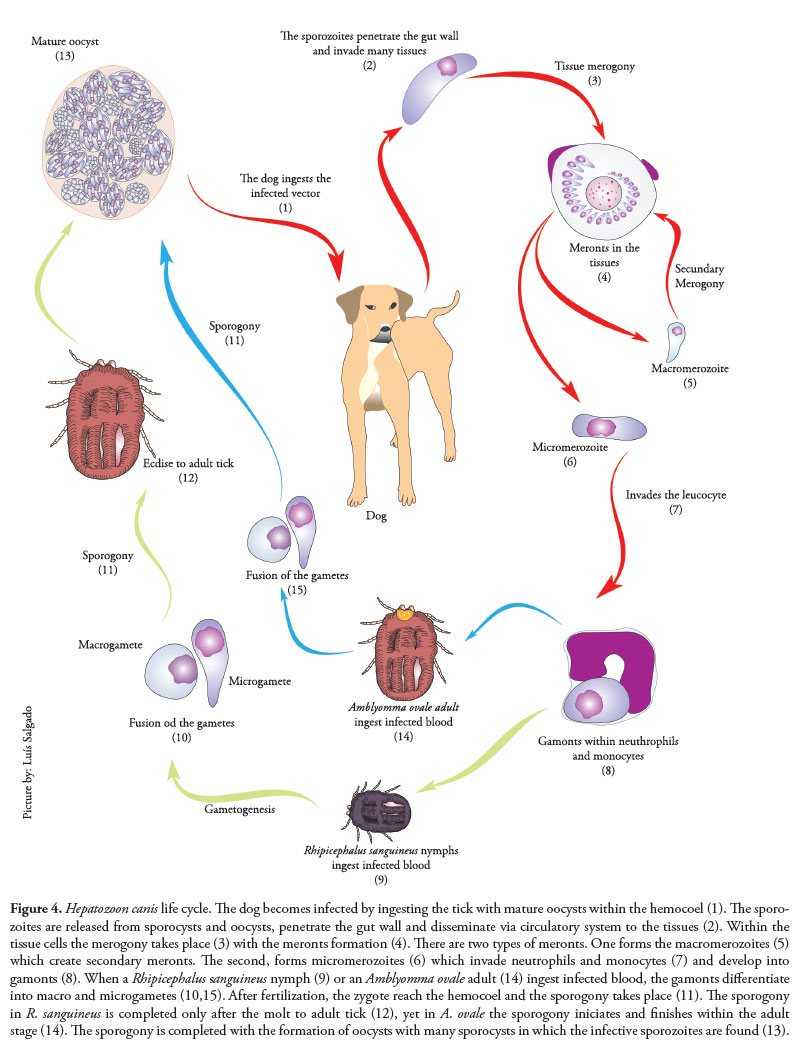 Mature oocyst
(13)
The sporozoites penetrate the gut wall
and invade many tissues
(2)
Tissue merogony
(3)
The dog ingests the
infected vector
(1)
Meronts in the
tissues
(4)
Secundary
Merogony
Sporogony
(11)
Macromerozoite
(5)
Micromerozoite
(6)
Ecdise to adult tick
(12)
Invades the leucocyte
(7)
Dog
Sporogony
(11)
Fusion of the gametes
(15)
Macrogamete
Microgamete
Fusion od the gametes
(10)
Amblyomma ovale adult
ingest infected blood
(14)
Gamonts within neuthrophils
and monocytes
(8)
Gametogenesis
Rhipicephalus sanguineus nymphs
ingest infected blood
(9)
Picture by: Luís Salgado
Figure 4. Hepatozoon canis life cycle. The dog becomes infected by ingesting the tick with mature oocysts within the hemocoel (1). The sporo-
zoites are released from sporocysts and oocysts, penetrate the gut wall and disseminate via circulatory system to the tissues (2). Within the
tissue cells the merogony takes place (3) with the meronts formation (4). There are two types of meronts. One forms the macromerozoites (5)
which create secondary meronts. The second, forms micromerozoites (6) which invade neutrophils and monocytes (7) and develop into
gamonts (8). When a Rhipicephalus sanguineus nymph (9) or an Amblyomma ovale adult (14) ingest infected blood, the gamonts differentiate
into macro and microgametes (10,15). After fertilization, the zygote reach the hemocoel and the sporogony takes place (11). The sporogony
in R. sanguineus is completed only after the molt to adult tick (12), yet in A. ovale the sporogony iniciates and finishes within the adult
stage (14). The sporogony is completed with the formation of oocysts with many sporocysts in which the infective sporozoites are found (13).